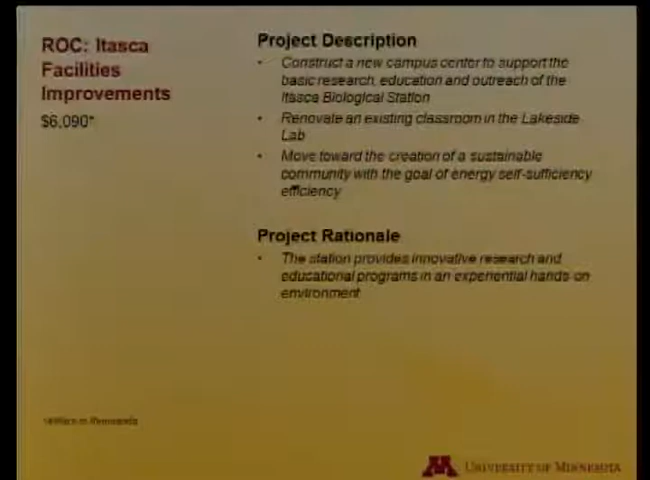 ROC: Itasca
Facilities
Improvements
$6,090*
Project Description
• Construct a new campus center to support the
basic research, education and outreach of the
Itasca Biological Station
• Renovate an existing classroom in the Lakeside
Lab
• Move toward the creation of a sustainable
community with the goal of energy self-sufficiency
efficiency
Project Rationale
• The station provides innovative research and
educational programs in an experiential hands-on
environment
UNIVERSITY OF MINNESOTA